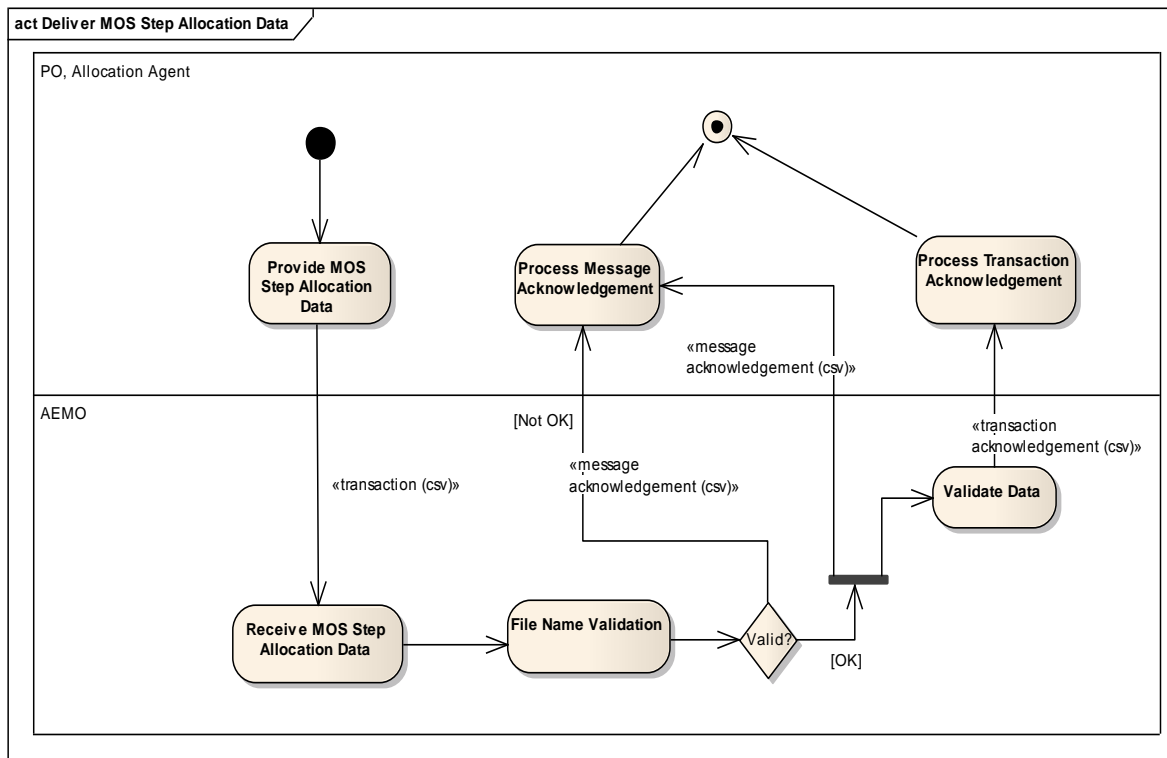 act Deliver MOS Step Allocation Data
PO, Allocation Agent
Provide MOS
Step Allocation
Data
Process Message
Acknowledgement
Process Transaction
Acknowledgement
«message
acknowledgement (csv)»
AEMO
[Not OK]
«transaction
acknowledgement (csv)»
«message
acknowledgement (csv)»
«transaction (csv)»
Validate Data
Receive MOS Step
Allocation Data
File Name Validation
Valid?
[OK]